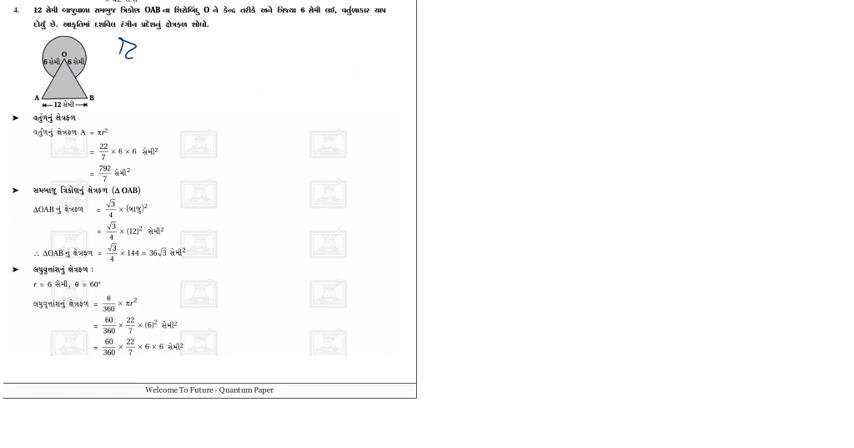 4. 12 સેમી બાજુવાળા સમબાજુ ત્રિકોણ OAB ના શિરોબિંદુ O ને કેન્દ્ર તરીકે અને ત્રિજ્યા 6 સેમી લઈ, વર્તુળાકાર ચાપ
દોર્યું છે. આકૃતિમાં દર્શાવેલ રંગીન પ્રદેશનું ક્ષેત્રફળ શોધો.
O
6 સેમી 6 સેમી
A B
12 સેમી
➤ વર્તુળનું ક્ષેત્રફળ
વર્તુળનું ક્ષેત્રફળ A = πr²
= 22/7 × 6 × 6 સેમી²
= 792/7 સેમી²
➤ સમબાજુ ત્રિકોણનું ક્ષેત્રફળ (Δ OAB)
ΔOAB નું ક્ષેત્રફળ = √3/4 × (બાજુ)²
= √3/4 × (12)² સેમી²
∴ ΔOAB નું ક્ષેત્રફળ = √3/4 × 144 = 36√3 સેમી²
➤ લઘુવૃત્તાંશનું ક્ષેત્રફળ :
r = 6 સેમી, θ = 60°
લઘુવૃત્તાંશનું ક્ષેત્રફળ = θ/360 × πr²
= 60/360 × 22/7 × (6)² સેમી²
= 60/360 × 22/7 × 6 × 6 સેમી²
Welcome To Future - Quantum Paper